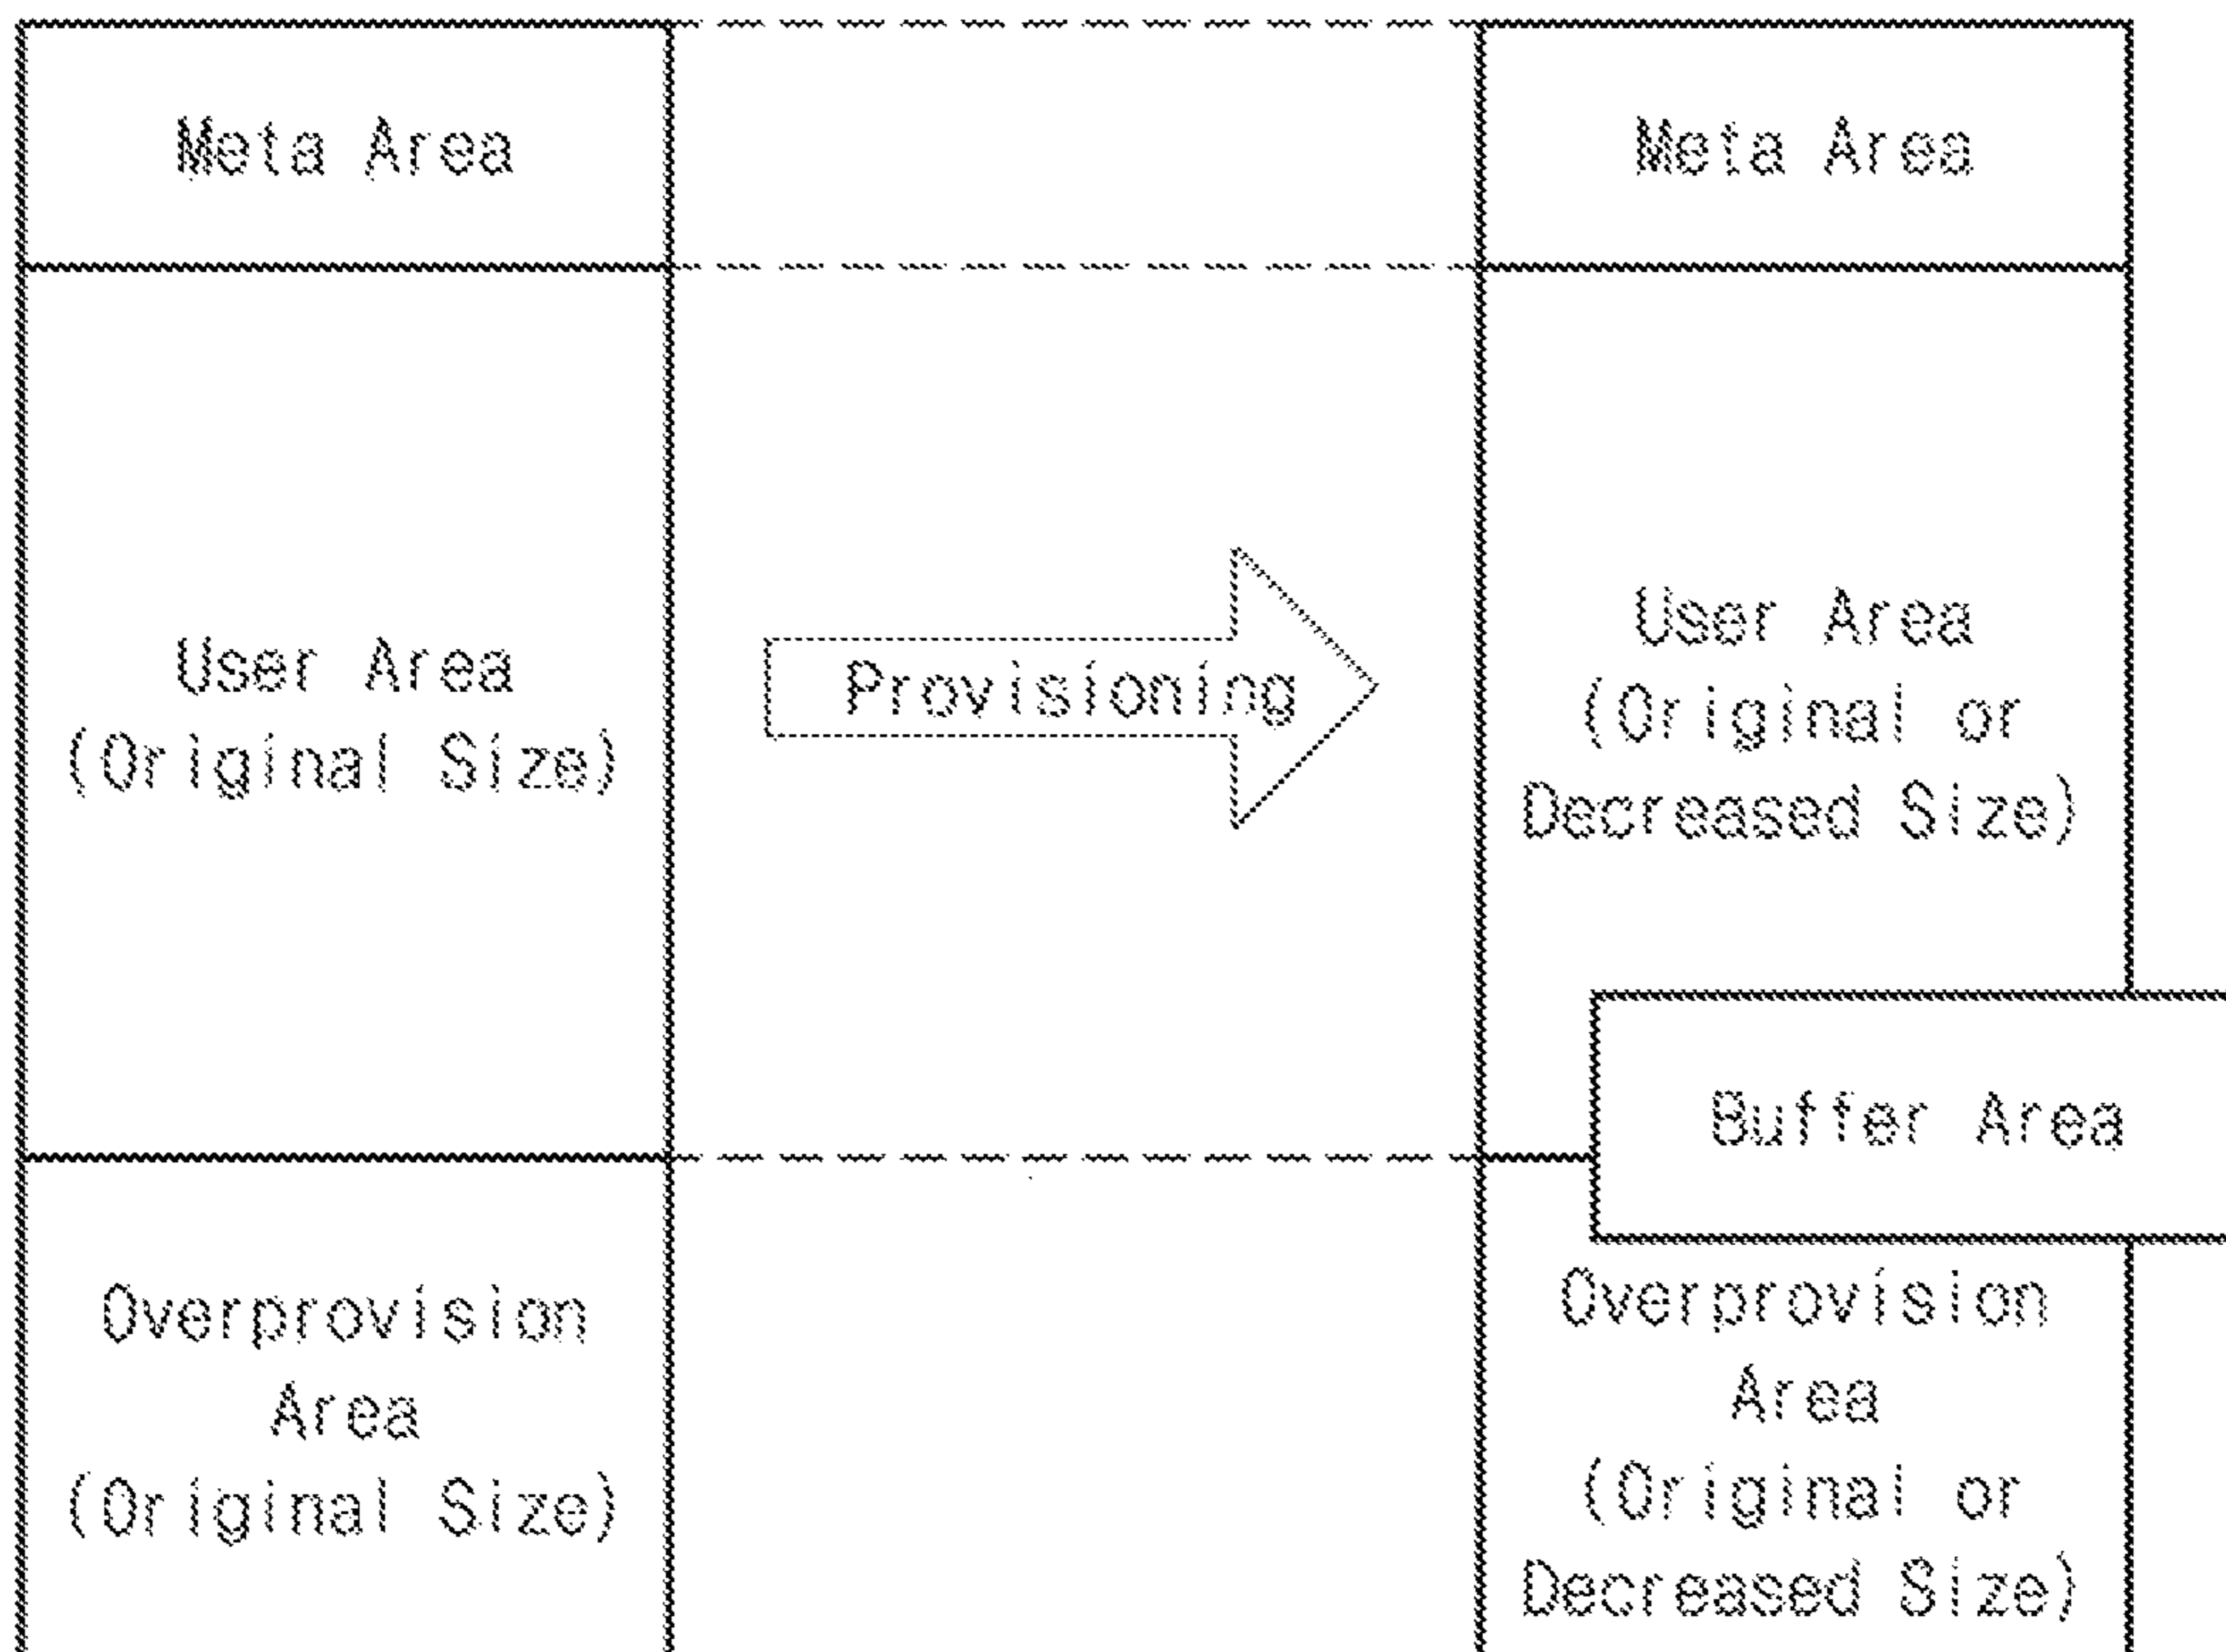 Meta Area
Meta Area
User Area
(Original Size)
Provisioning
User Area
(Original or
Decreased Size)
Buffer Area
Overprovision
Area
(Original Size)
Overprovision
Area
(Original or
Decreased Size)